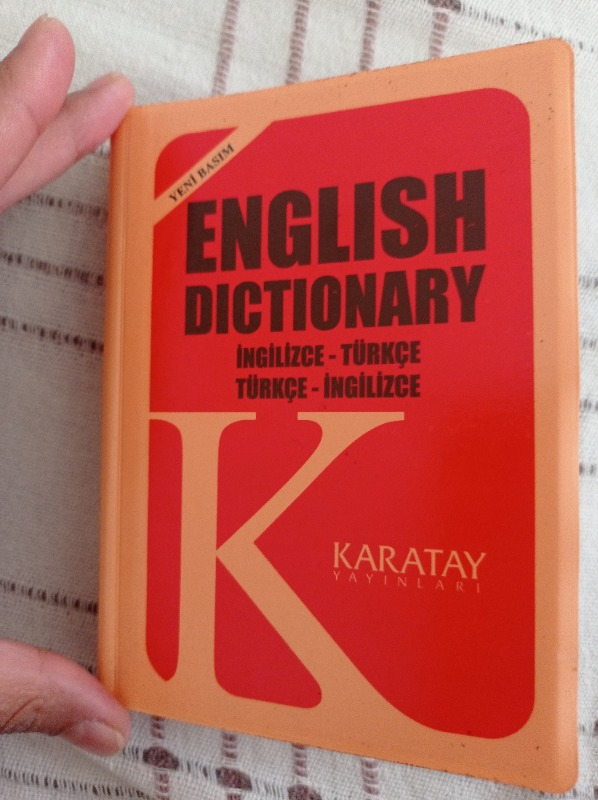 YENİ BASIM
ENGLISH
DICTIONARY
İNGİLİZCE - TÜRKÇE
TÜRKÇE - İNGİLİZCE
K
KARATAY
YAYINLARI